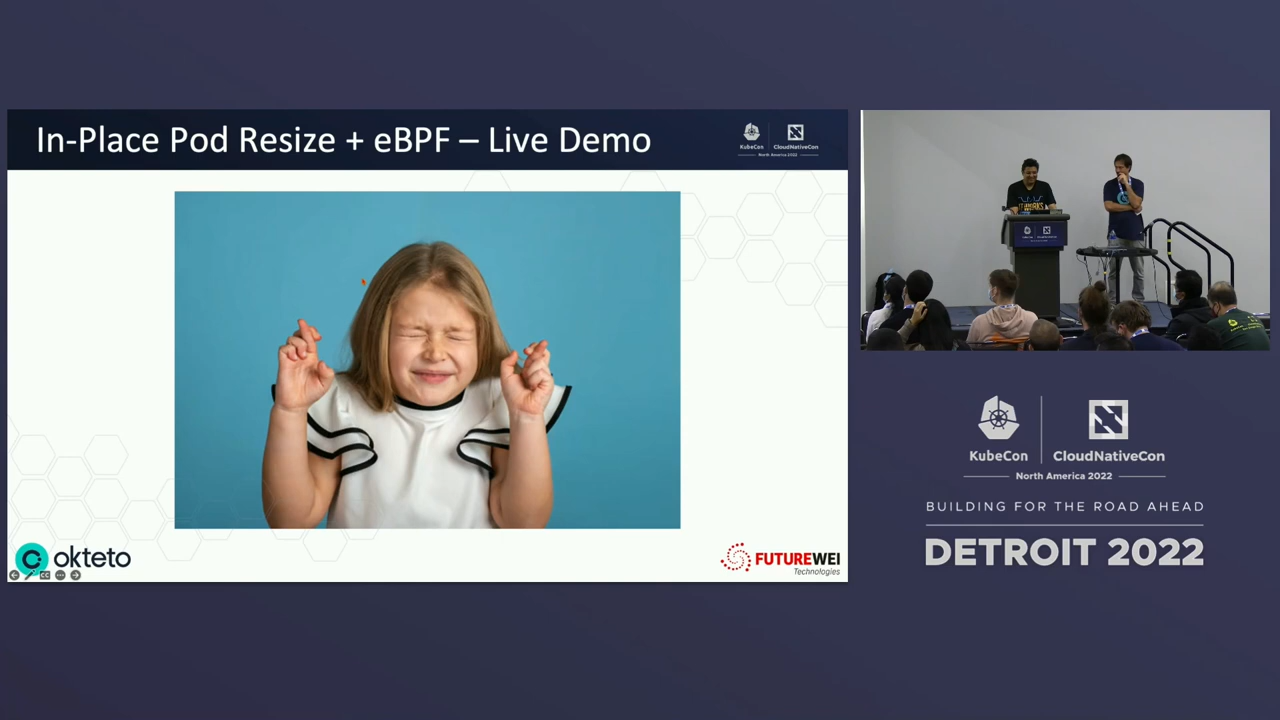 In-Place Pod Resize + eBPF – Live Demo
KubeCon
CloudNativeCon
North America 2022
okteto
CC
FUTUREWEI
Technologies
KubeCon
CloudNativeCon
North America 2022
BUILDING FOR THE ROAD AHEAD
DETROIT 2022